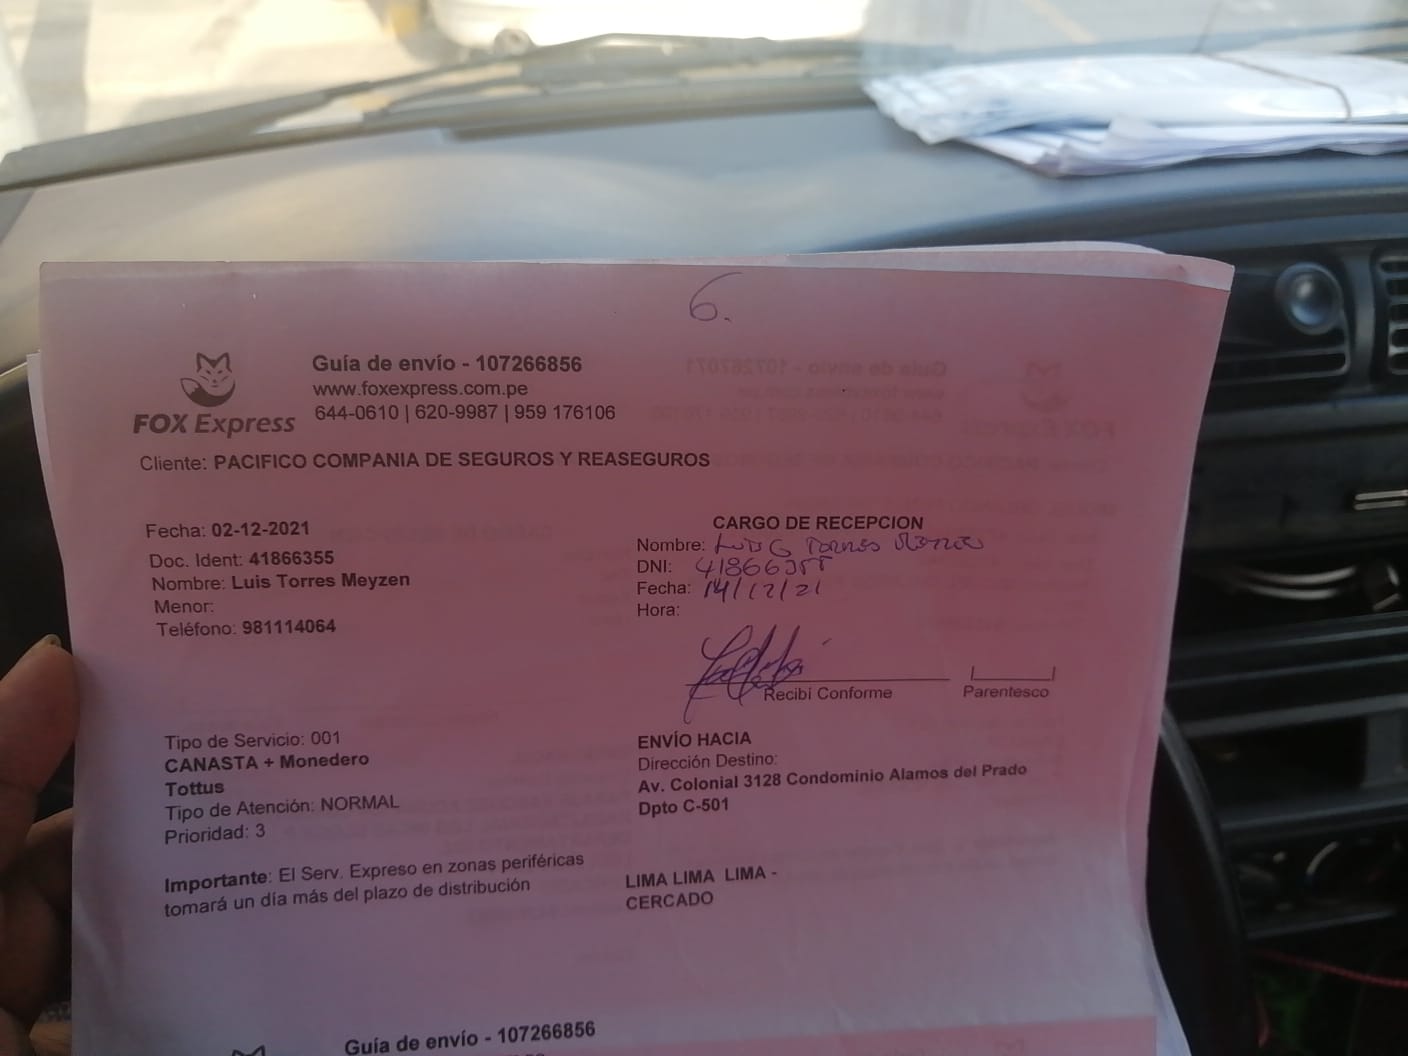 6.
Guía de envío - 107266856
www.foxexpress.com.pe
644-0610 | 620-9987 | 959 176106
FOX Express
Cliente: PACIFICO COMPANIA DE SEGUROS Y REASEGUROS
Fecha: 02-12-2021
Doc. Ident: 41866355
Nombre: Luis Torres Meyzen
Menor:
Teléfono: 981114064
CARGO DE RECEPCION
Nombre: Torres
DNI: 41866355
Fecha: 14/12/21
Hora:
Recibí Conforme
Parentesco
Tipo de Servicio: 001
CANASTA + Monedero
Tottus
Tipo de Atención: NORMAL
Prioridad: 3
Importante: El Serv. Expreso en zonas periféricas
tomará un día más del plazo de distribución
ENVÍO HACIA
Dirección Destino:
Av. Colonial 3128 Condominio Alamos del Prado
Dpto C-501
LIMA LIMA LIMA -
CERCADO
Guía de envío - 107266856